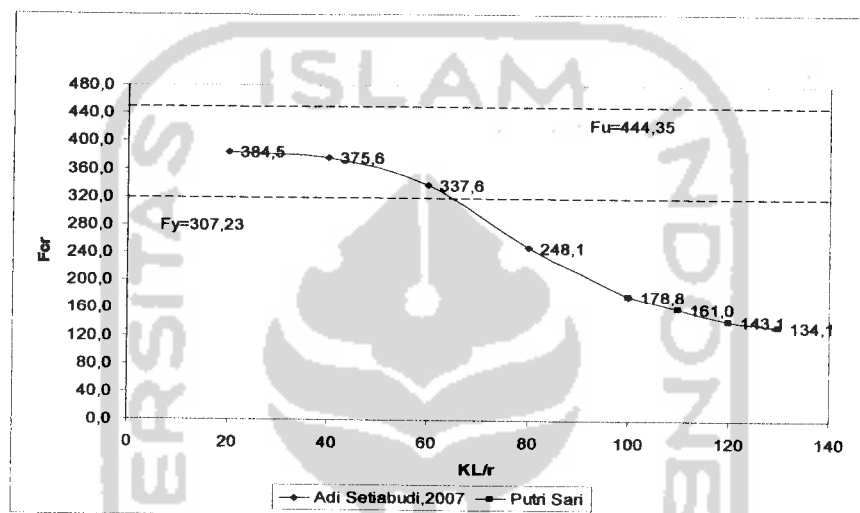 ISLAM
ERSITAS
INDONE
480,0
440,0
400,0
360,0
320,0
280,0
240,0
200,0
160,0
120,0
80,0
40,0
0,0
Fcr
Fu=444,35
Fy=307,23
384,5
375,6
337,6
248,1
178,8
161,0
143,1
134,1
0 20 40 60 80 100 120 140
KL/r
Adi Setiabudi,2007 Putri Sari